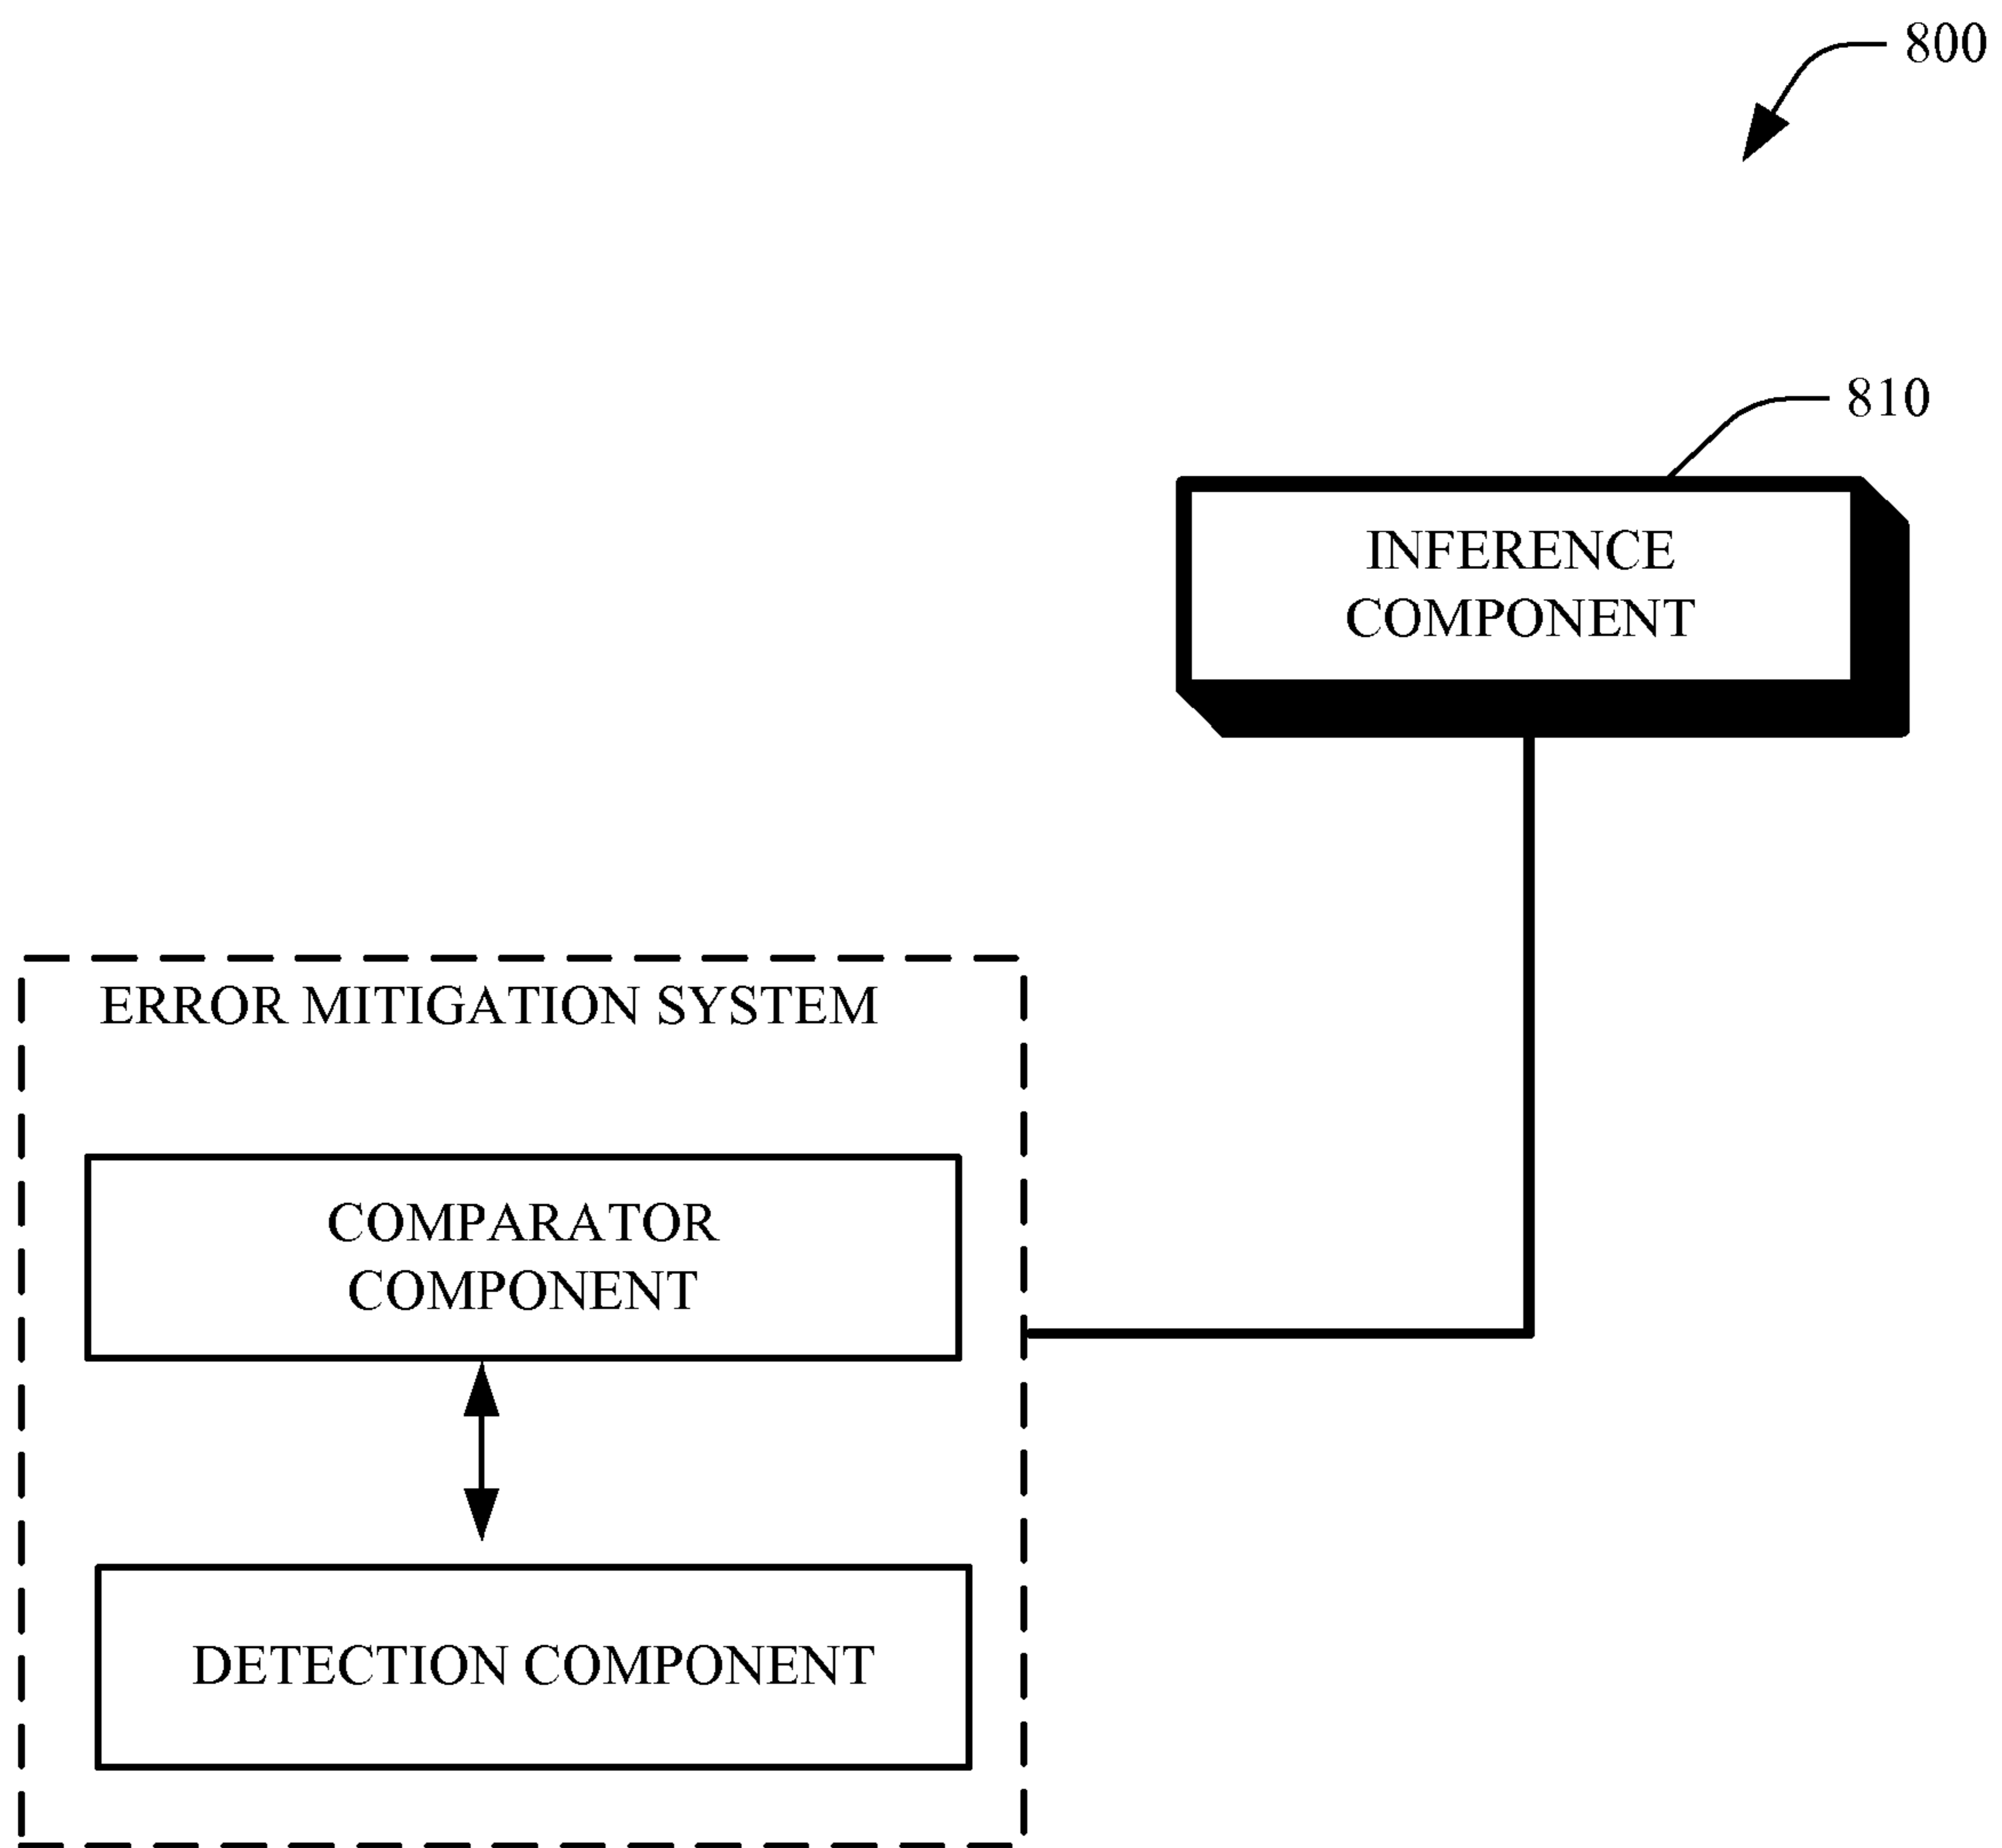 800
810
INFERENCE
COMPONENT
ERROR MITIGATION SYSTEM
COMPARATOR
COMPONENT
DETECTION COMPONENT